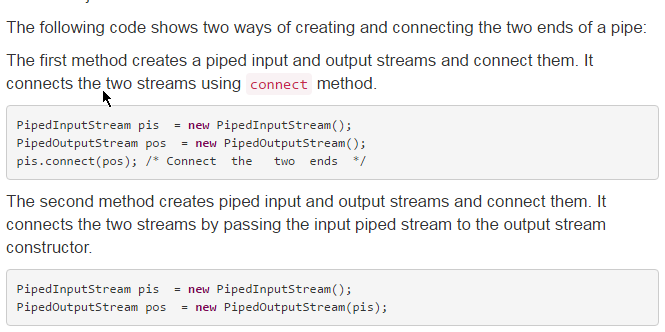 The following code shows two ways of creating and connecting the two ends of a pipe:
The first method creates a piped input and output streams and connect them. It
connects the two streams using connect method.
PipedInputStream pis  = new PipedInputStream();
PipedOutputStream pos  = new PipedOutputStream();
pis.connect(pos); /* Connect  the   two  ends  */
The second method creates piped input and output streams and connect them. It
connects the two streams by passing the input piped stream to the output stream
constructor.
PipedInputStream pis  = new PipedInputStream();
PipedOutputStream pos  = new PipedOutputStream(pis);